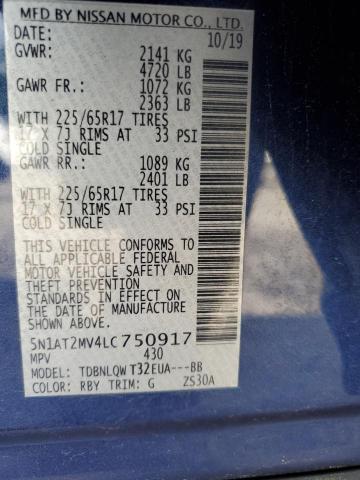 MFD BY NISSAN MOTOR CO., LTD.
DATE: 10/19
GVWR: 2141 KG
4720 LB
GAWR FR: 1072 KG
2363 LB
WITH 225/65R17 TIRES
17 X 7J RIMS AT 33 PSI
COLD SINGLE
GAWR RR: 1089 KG
2401 LB
WITH 225/65R17 TIRES
17 X 7J RIMS AT 33 PSI
COLD SINGLE
THIS VEHICLE CONFORMS TO
ALL APPLICABLE FEDERAL
MOTOR VEHICLE SAFETY AND
THEFT PREVENTION
STANDARDS IN EFFECT ON
THE DATE OF MANUFACTURE
SHOWN ABOVE.
5N1AT2MV4LC750917
MPV 430
MODEL: TDBNLQW T32EUA---BB
COLOR: RBY TRIM: G ZS30A